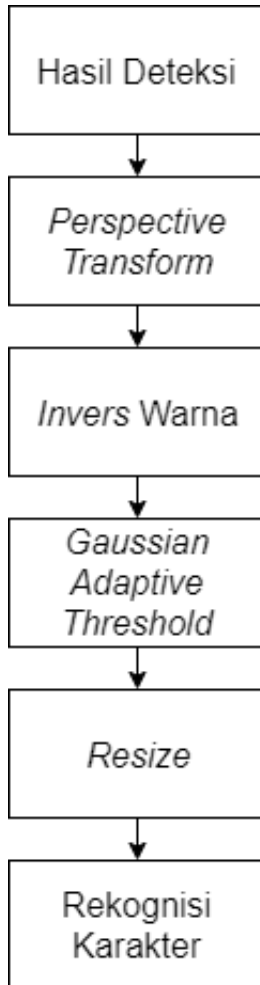 Hasil Deteksi
Perspective
Transform
Invers Warna
Gaussian
Adaptive
Threshold
Resize
Rekognisi
Karakter